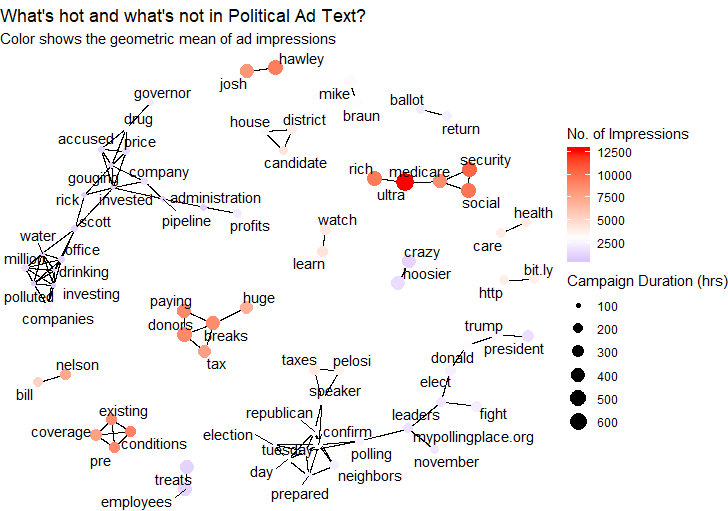 What's hot and what's not in Political Ad Text?
Color shows the geometric mean of ad impressions
hawley
josh
governor
mike
braun
ballot
return
drug
accused
price
house
district
candidate
No. of Impressions
12500
10000
7500
5000
2500
gouging
company
rich
medicare
security
ultra
social
rick
invested
administration
pipeline
profits
scott
watch
learn
health
care
water
office
million
drinking
polluted
investing
companies
crazy
hoosier
bit.ly
http
Campaign Duration (hrs)
100
200
300
400
500
600
paying
huge
donors
breaks
tax
trump
president
donald
elect
nelson
bill
taxes
pelosi
speaker
existing
coverage
conditions
pre
republican
leaders
fight
election
confirm
mypollingplace.org
tuesday
polling
november
day
neighbors
prepared
treats
employees